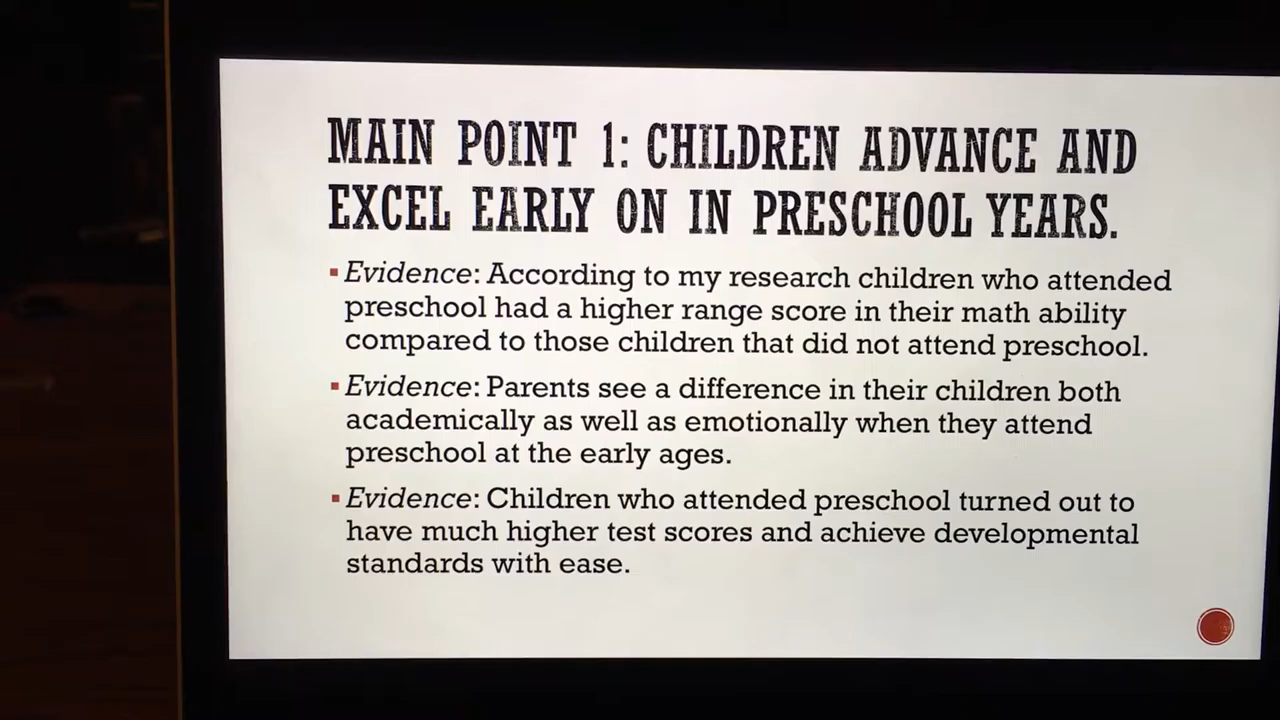 MAIN POINT 1: CHILDREN ADVANCE AND
EXCEL EARLY ON IN PRESCHOOL YEARS.
▪ Evidence: According to my research children who attended
preschool had a higher range score in their math ability
compared to those children that did not attend preschool.
▪ Evidence: Parents see a difference in their children both
academically as well as emotionally when they attend
preschool at the early ages.
▪ Evidence: Children who attended preschool turned out to
have much higher test scores and achieve developmental
standards with ease.